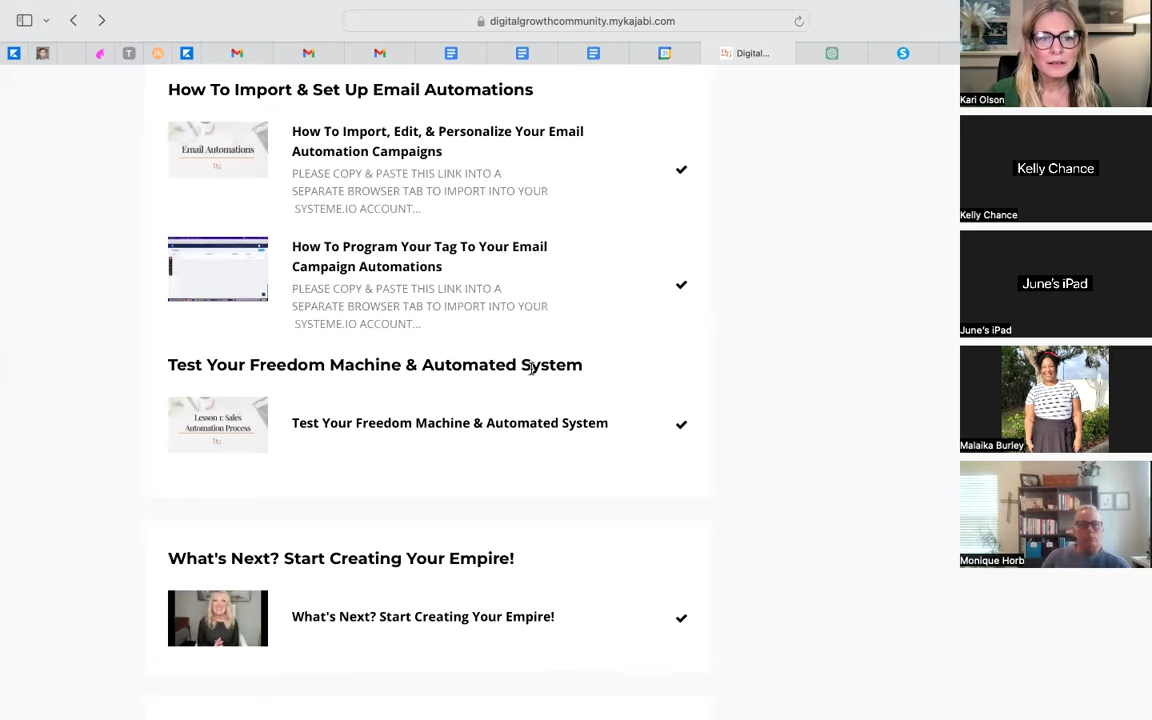 digitalgrowthcommunity.mykajabi.com
T
31
Digital...
S
How To Import & Set Up Email Automations
Email Automations
How To Import, Edit, & Personalize Your Email
Automation Campaigns
PLEASE COPY & PASTE THIS LINK INTO A
SEPARATE BROWSER TAB TO IMPORT INTO YOUR
SYSTEME.IO ACCOUNT...
How To Program Your Tag To Your Email
Campaign Automations
PLEASE COPY & PASTE THIS LINK INTO A
SEPARATE BROWSER TAB TO IMPORT INTO YOUR
SYSTEME.IO ACCOUNT...
Test Your Freedom Machine & Automated System
Lesson 1: Sales
Automation Process
Test Your Freedom Machine & Automated System
What's Next? Start Creating Your Empire!
What's Next? Start Creating Your Empire!
Kari Olson
Kelly Chance
Kelly Chance
June's iPad
June's iPad
Malaika Burley
Monique Horb